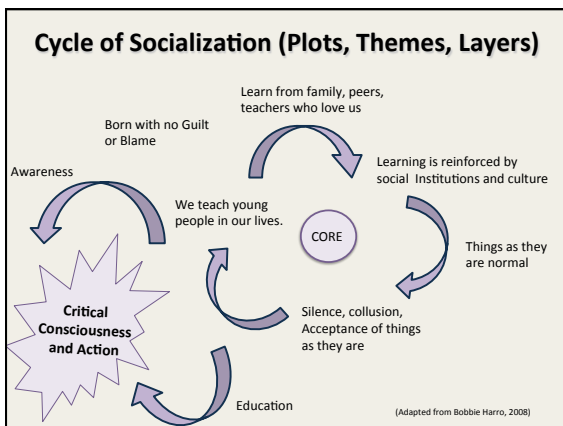 Cycle of Socialization (Plots, Themes, Layers)
Learn from family, peers,
teachers who love us
Born with no Guilt
or Blame
Learning is reinforced by
social Institutions and culture
Awareness
We teach young
people in our lives.
CORE
Things as they
are normal
Silence, collusion,
Acceptance of things
as they are
Critical
Consciousness
and Action
Education
(Adapted from Bobbie Harro, 2008)